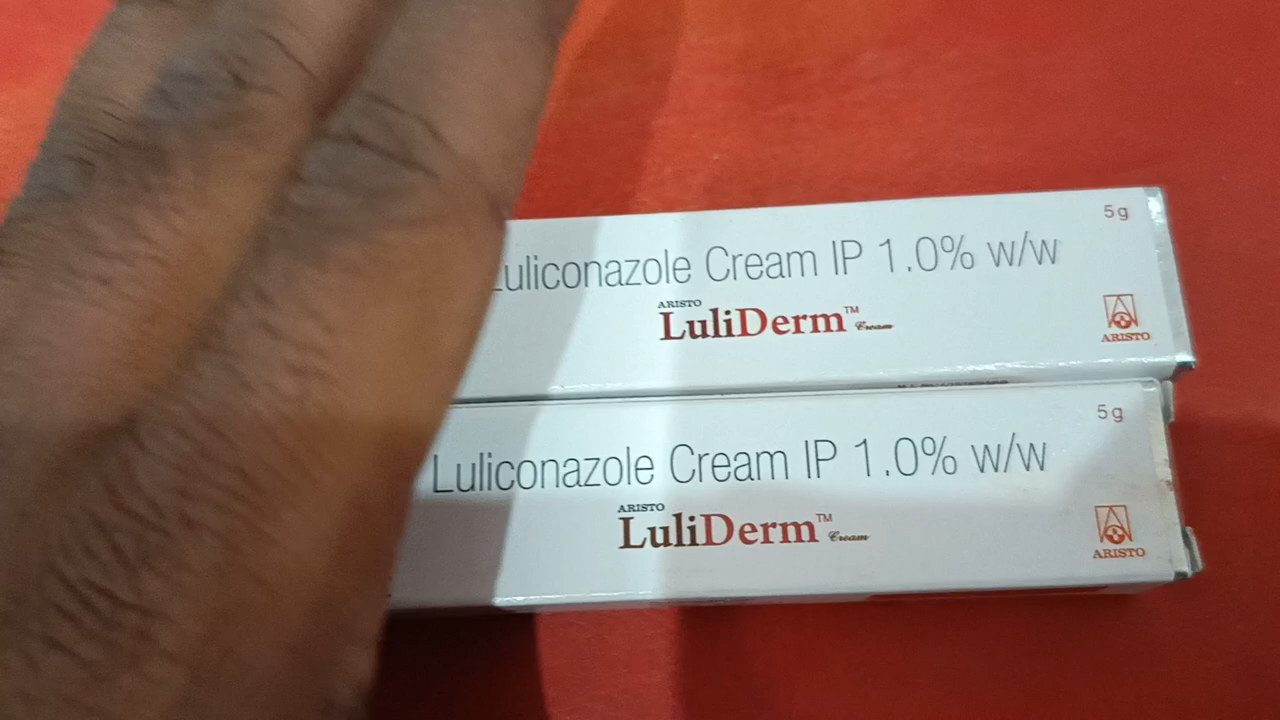 5g
uliconazole Cream IP 1.0% w/w
ARISTO
LuliDerm™ Cream
ARISTO
5g
Luliconazole Cream IP 1.0% w/w
ARISTO
LuliDerm™ Cream
ARISTO